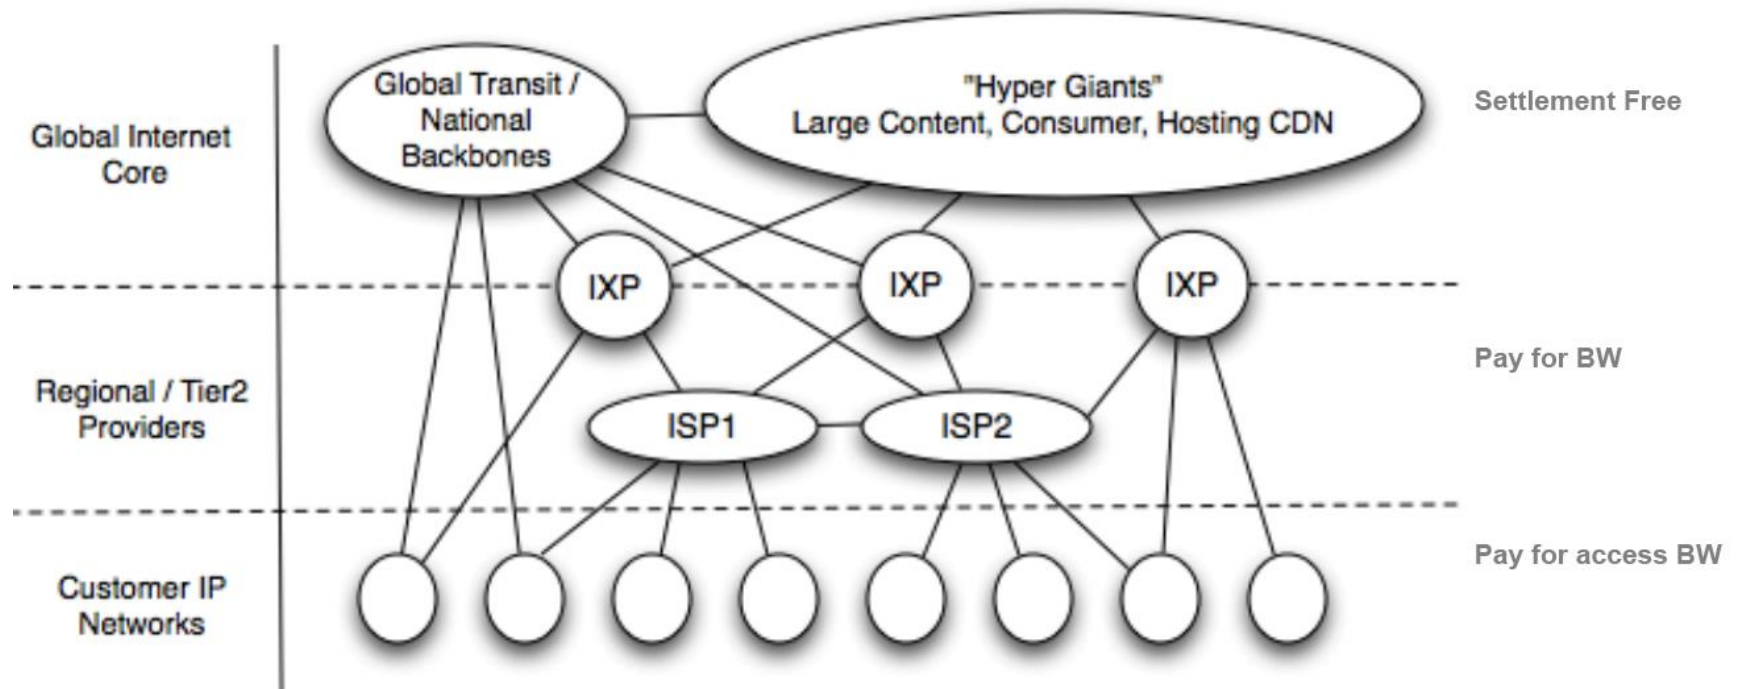 Global Transit /
National
Backbones
"Hyper Giants"
Large Content, Consumer, Hosting CDN
Settlement Free
Global Internet
Core
IXP
IXP
IXP
Pay for BW
Regional / Tier2
Providers
ISP1
ISP2
Pay for access BW
Customer IP
Networks